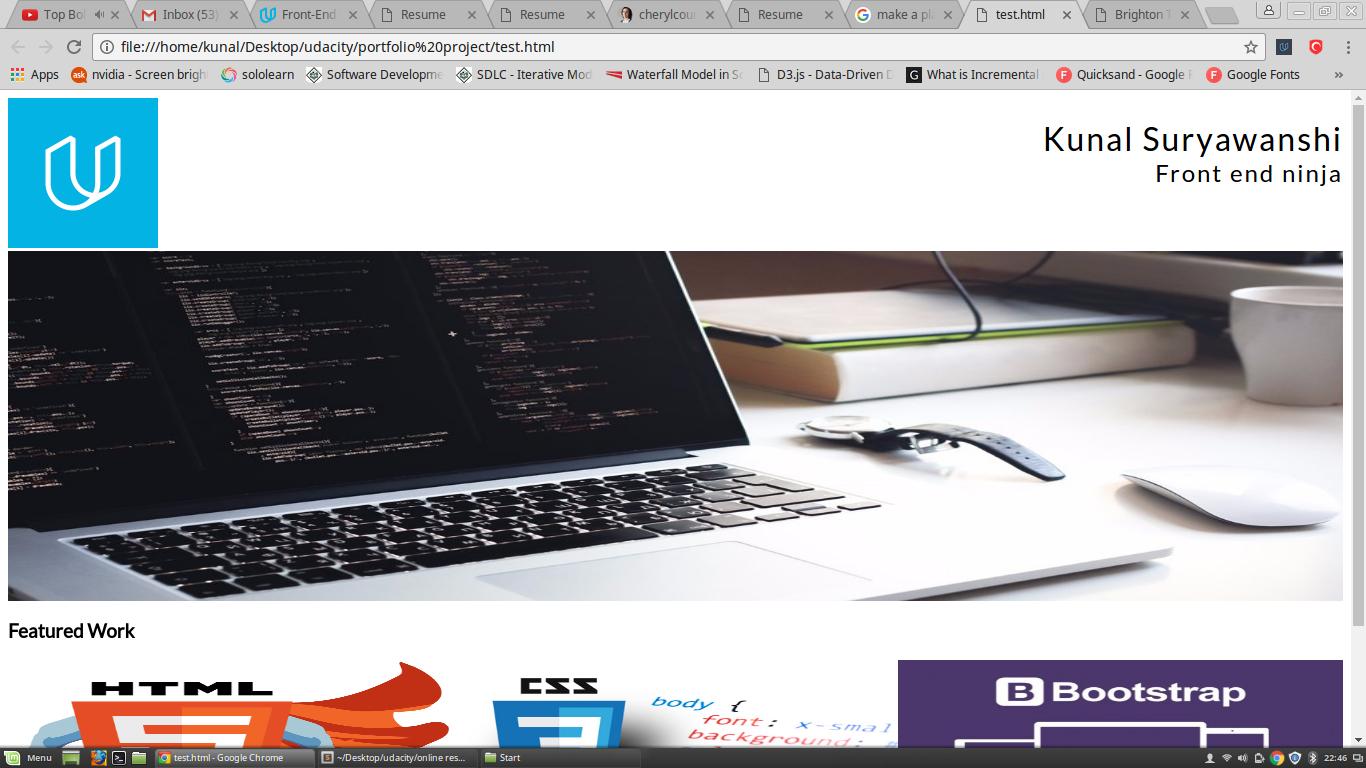 Top Bol
Inbox (53)
Front-End
Resume
Resume
cherylcour
Resume
make a pl
test.html
Brighton T
file:///home/kunal/Desktop/udacity/portfolio%20project/test.html
Apps
nvidia - Screen brigh
sololearn
Software Developme
SDLC - Iterative Mod
Waterfall Model in S
D3.js - Data-Driven D
What is Incremental
Quicksand - Google F
Google Fonts
»
Kunal Suryawanshi
Front end ninja
Featured Work
HTML
CSS
body {
font: x-smal
background:
B Bootstrap
Menu
test.html - Google Chrome
~/Desktop/udacity/online res...
Start
22:46